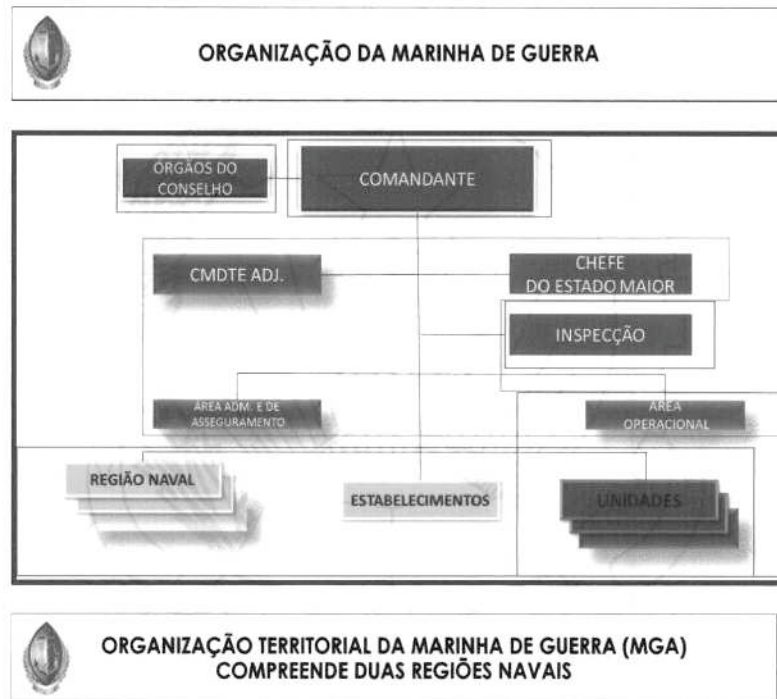 ORGANIZAÇÃO DA MARINHA DE GUERRA
ÓRGÃOS DO
CONSELHO
COMANDANTE
CMDTE ADJ.
CHEFE
DO ESTADO MAIOR
INSPECÇÃO
ÁREA ADM. E DE
ASSEGURAMENTO
ÁREA
OPERACIONAL
REGIÃO NAVAL
ESTABELECIMENTOS
UNIDADES
ORGANIZAÇÃO TERRITORIAL DA MARINHA DE GUERRA (MGA)
COMPREENDE DUAS REGIÕES NAVAIS